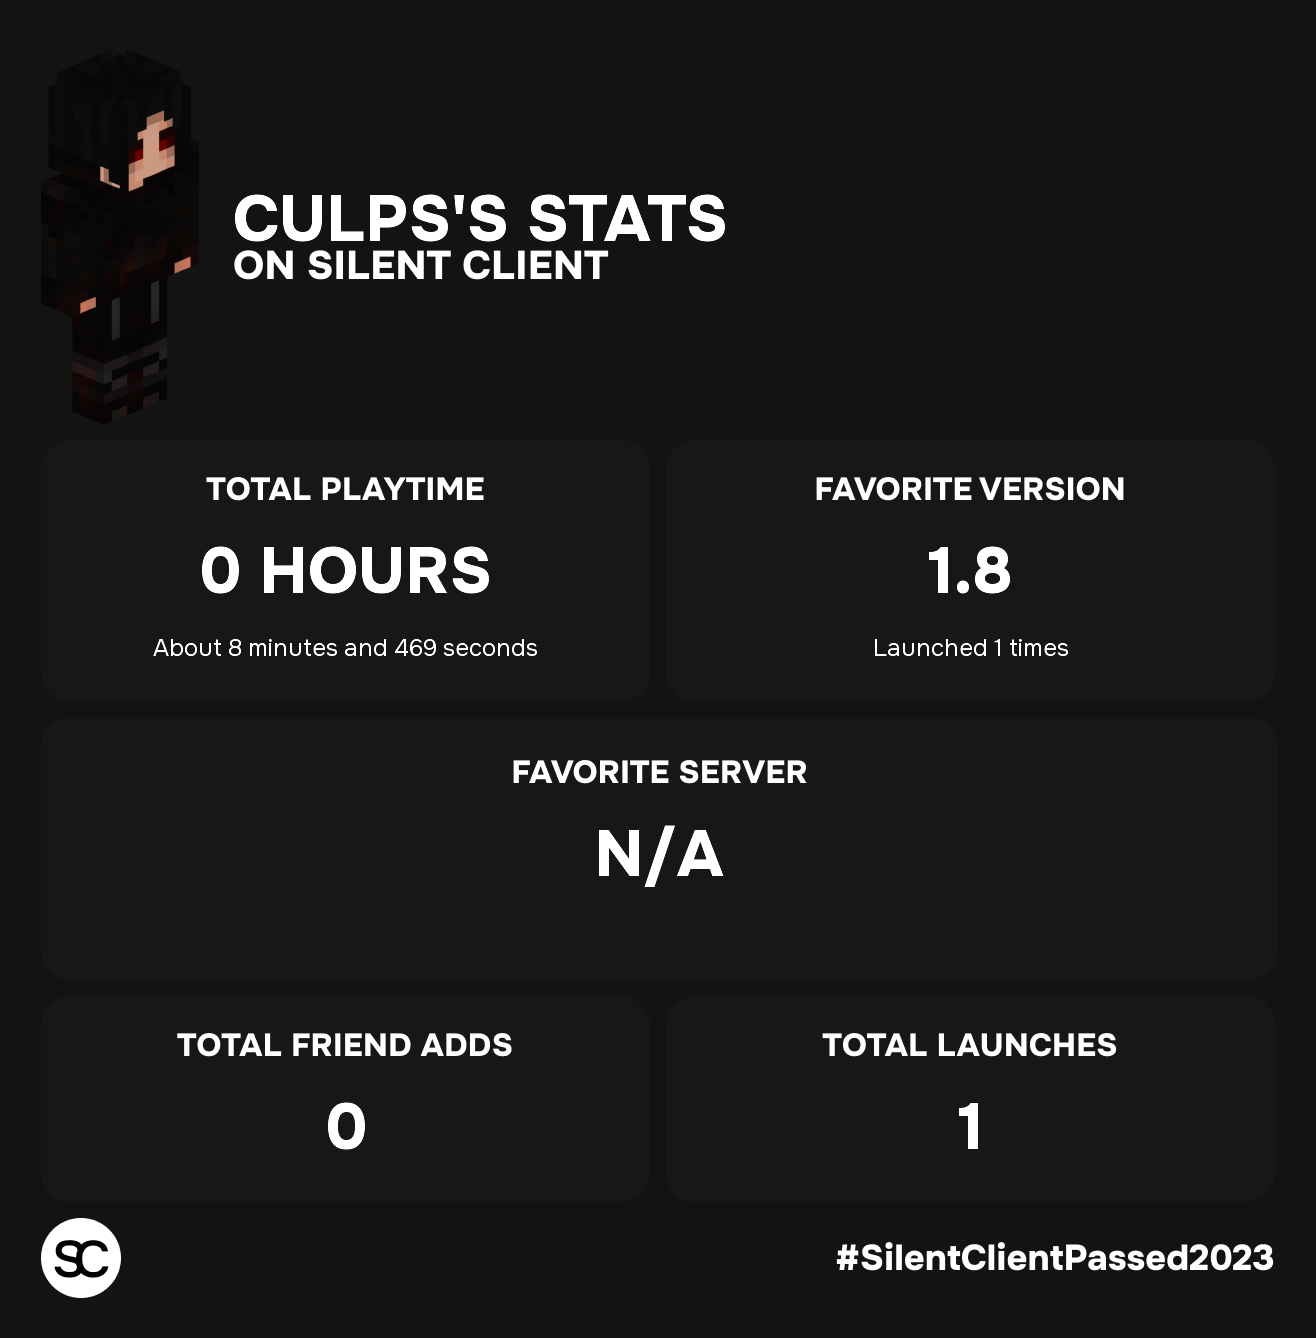 CULPS'S STATS
ON SILENT CLIENT
TOTAL PLAYTIME
0 HOURS
About 8 minutes and 469 seconds
FAVORITE VERSION
1.8
Launched 1 times
FAVORITE SERVER
N/A
TOTAL FRIEND ADDS
0
TOTAL LAUNCHES
1
SC
#SilentClientPassed2023